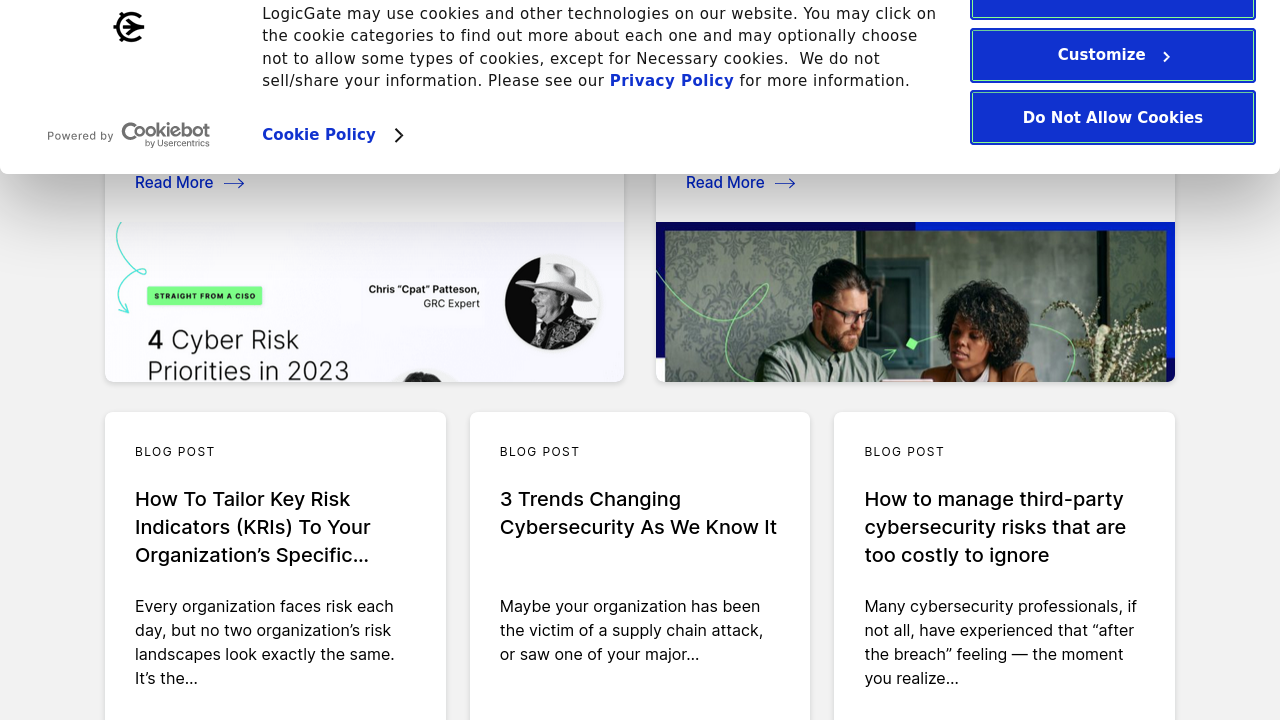 LogicGate may use cookies and other technologies on our website. You may click on
the cookie categories to find out more about each one and may optionally choose
not to allow some types of cookies, except for Necessary cookies.  We do not
sell/share your information. Please see our Privacy Policy for more information.
Customize
Do Not Allow Cookies
Powered by Cookiebot
by Usercentrics
Cookie Policy
Read More
Read More
STRAIGHT FROM A CISO
Chris "Cpat" Patteson,
GRC Expert
4 Cyber Risk
Priorities in 2023
BLOG POST
How To Tailor Key Risk
Indicators (KRIs) To Your
Organization’s Specific...
Every organization faces risk each
day, but no two organization’s risk
landscapes look exactly the same.
It’s the...
BLOG POST
3 Trends Changing
Cybersecurity As We Know It
Maybe your organization has been
the victim of a supply chain attack,
or saw one of your major...
BLOG POST
How to manage third-party
cybersecurity risks that are
too costly to ignore
Many cybersecurity professionals, if
not all, have experienced that “after
the breach” feeling — the moment
you realize...